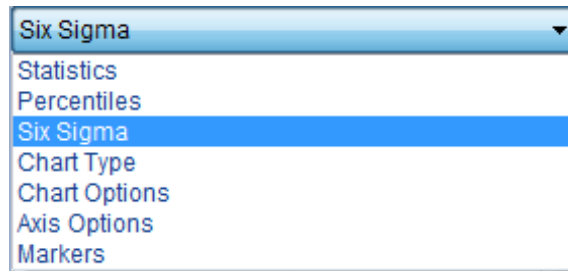 Six Sigma
Statistics
Percentiles
Six Sigma
Chart Type
Chart Options
Axis Options
Markers